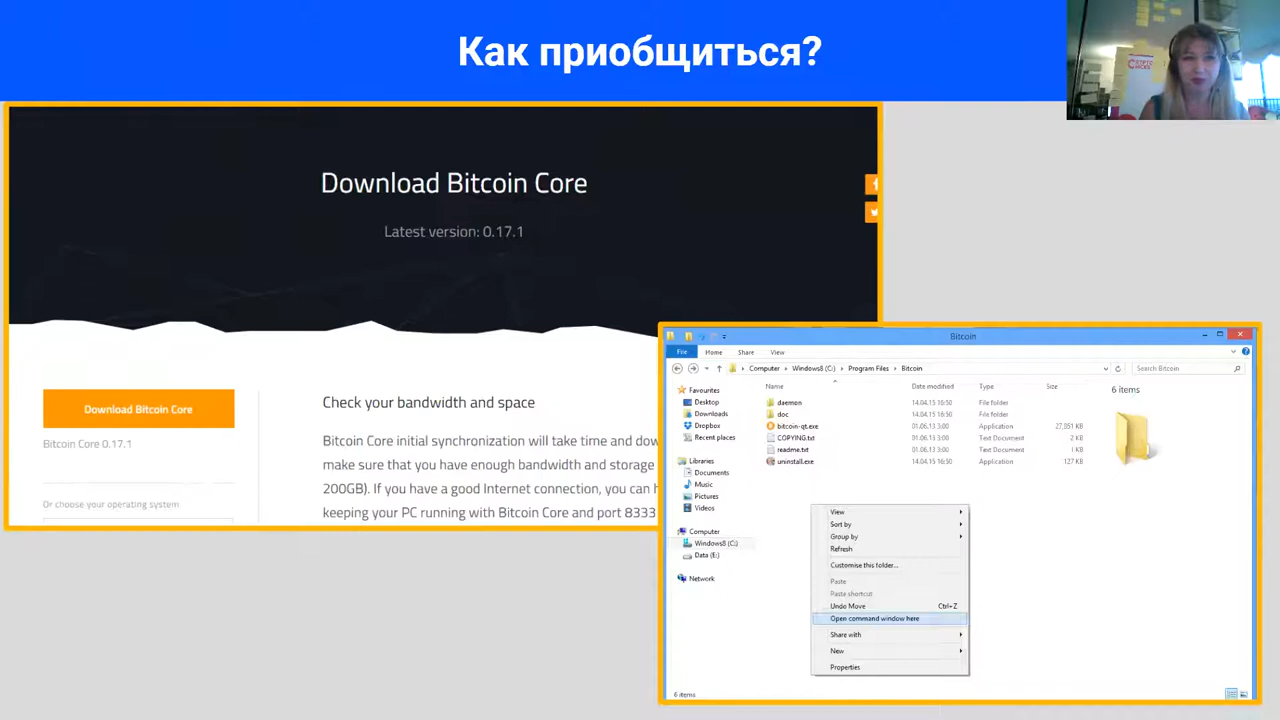 Как приобщиться?
CRYPTO
CHICKS
Download Bitcoin Core
Latest version: 0.17.1
Download Bitcoin Core
Bitcoin Core 0.17.1
Or choose your operating system
Check your bandwidth and space
Bitcoin Core initial synchronization will take time and dow
make sure that you have enough bandwidth and storage
200GB). If you have a good Internet connection, you can h
keeping your PC running with Bitcoin Core and port 8333
Bitcoin
File Home Share View
Computer Windows8 (C:) Program Files Bitcoin Search Bitcoin
Favourites
Desktop
Downloads
Dropbox
Recent places
Libraries
Documents
Music
Pictures
Videos
Computer
Windows8 (C:)
Data (E:)
Network
Name Date modified Type Size
daemon 14.04.15 16:50 File folder
doc 14.04.15 16:50 File folder
bitcoin-qt.exe 01.06.13 3:00 Application 27,851 KB
COPYING.txt 01.06.13 3:00 Text Document 2 KB
readme.txt 01.06.13 3:00 Text Document 1 KB
uninstall.exe 14.04.15 16:50 Application 127 KB
6 items
View
Sort by
Group by
Refresh
Customise this folder...
Paste
Paste shortcut
Undo Move Ctrl+Z
Open command window here
Share with
New
Properties
6 items